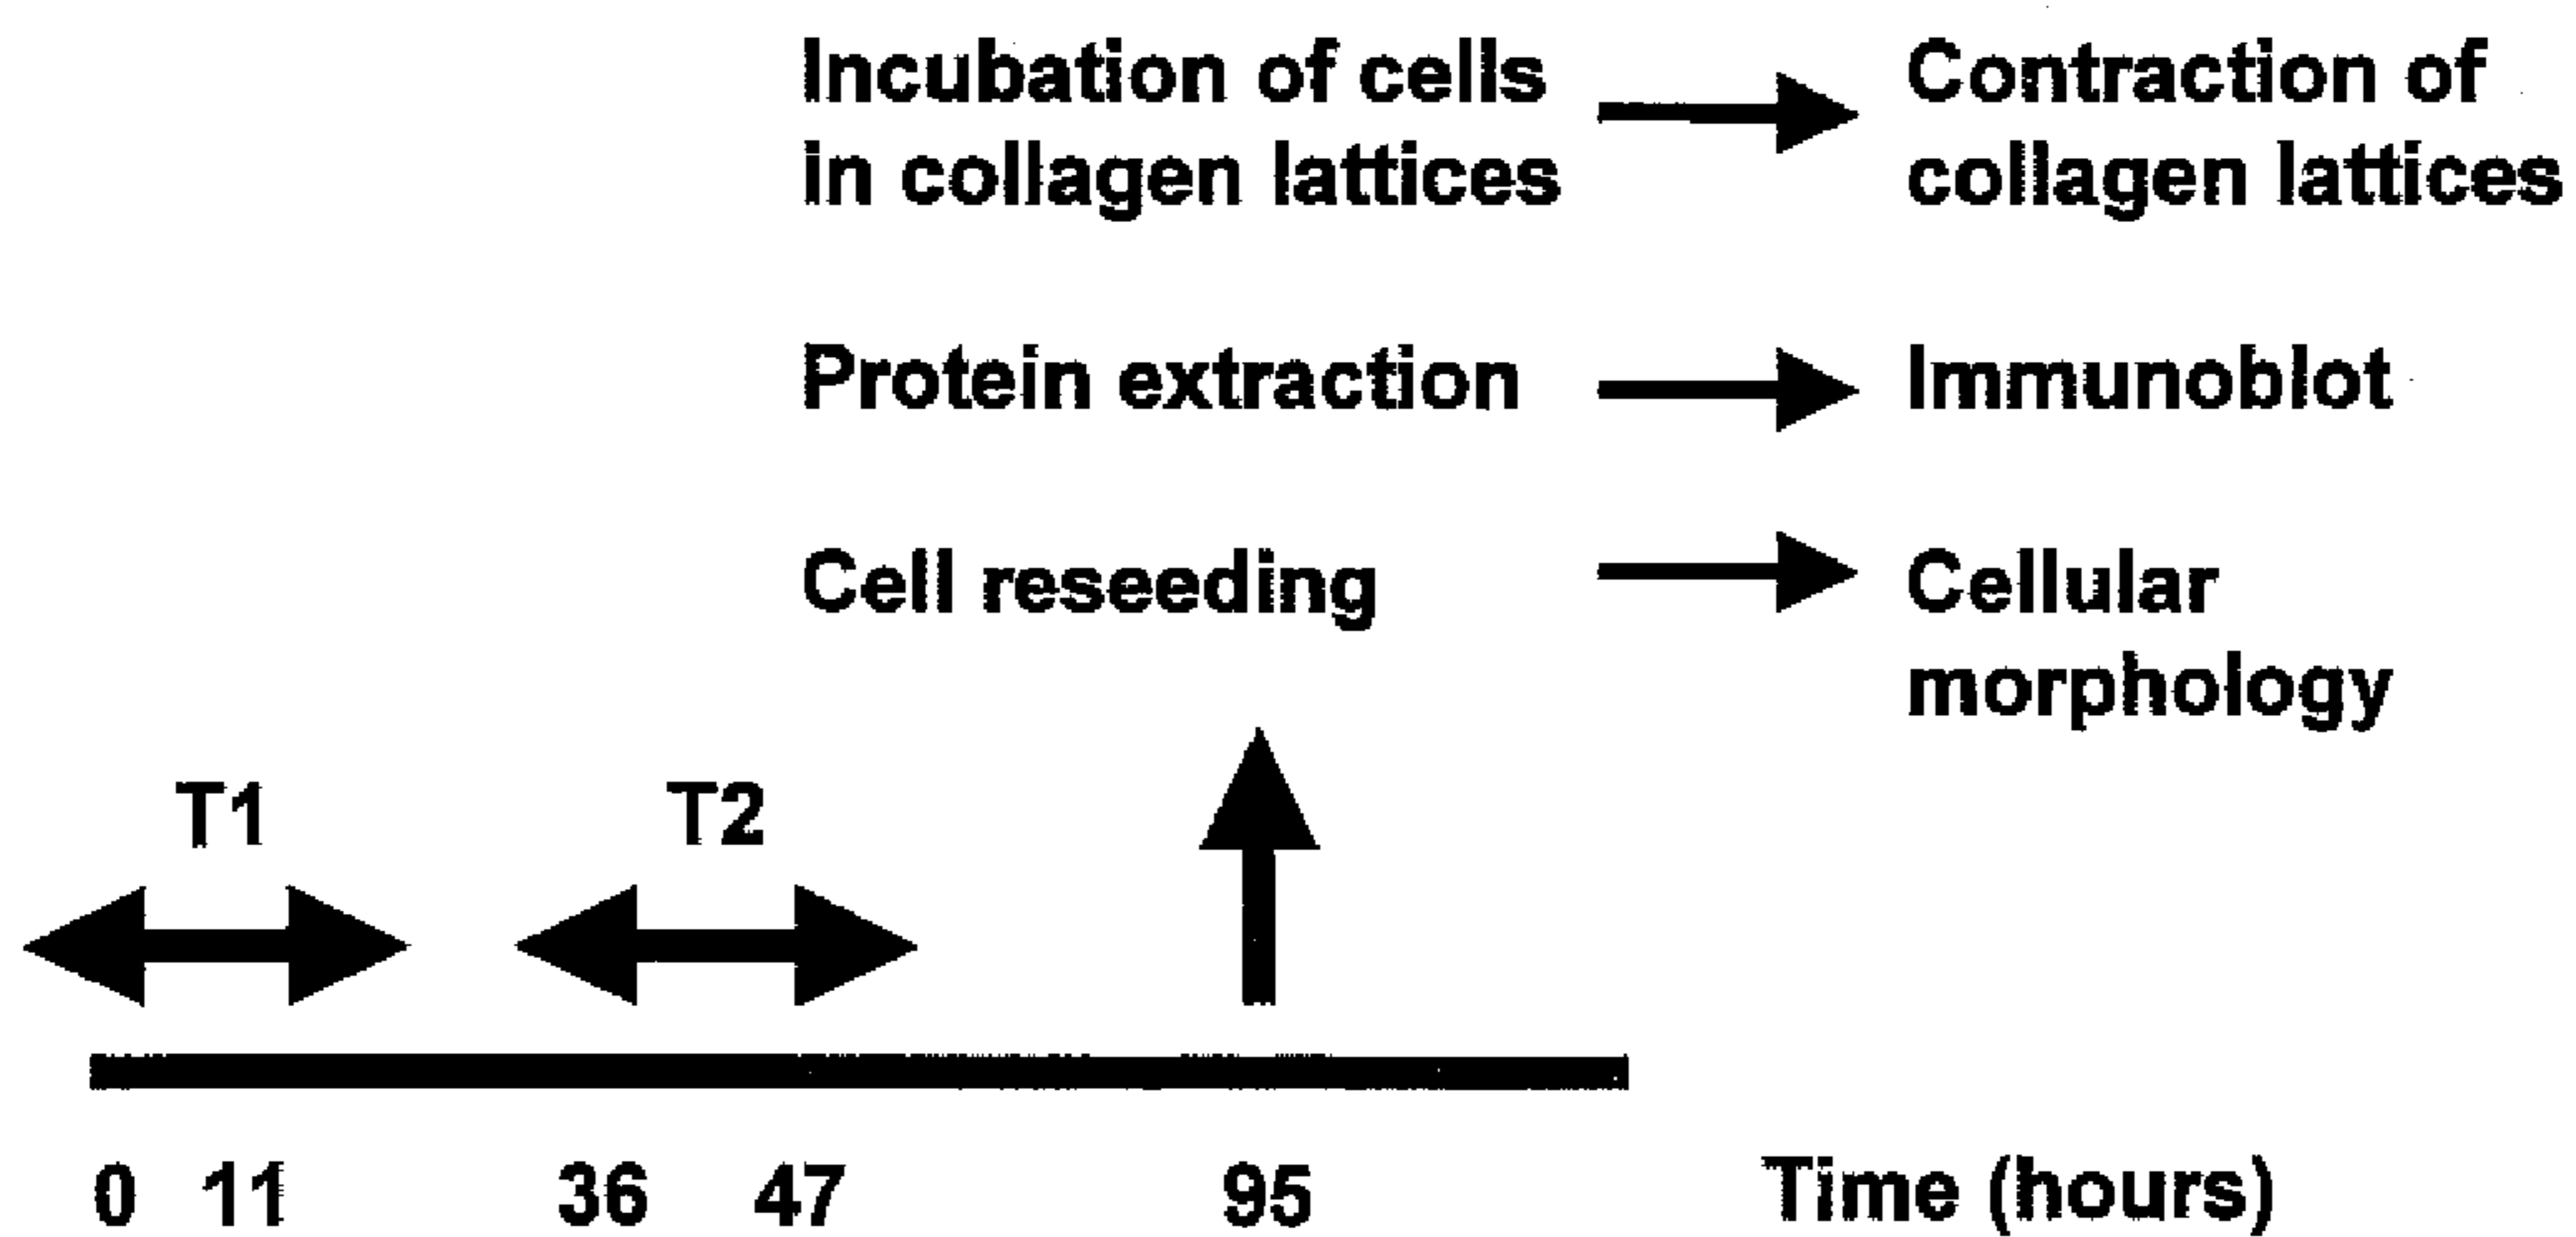 Incubation of cells
in collagen lattices
Contraction of
collagen lattices
Protein extraction
Immunoblot
Cell reseeding
Cellular
morphology
T1
T2
0 11 36 47 95 Time (hours)